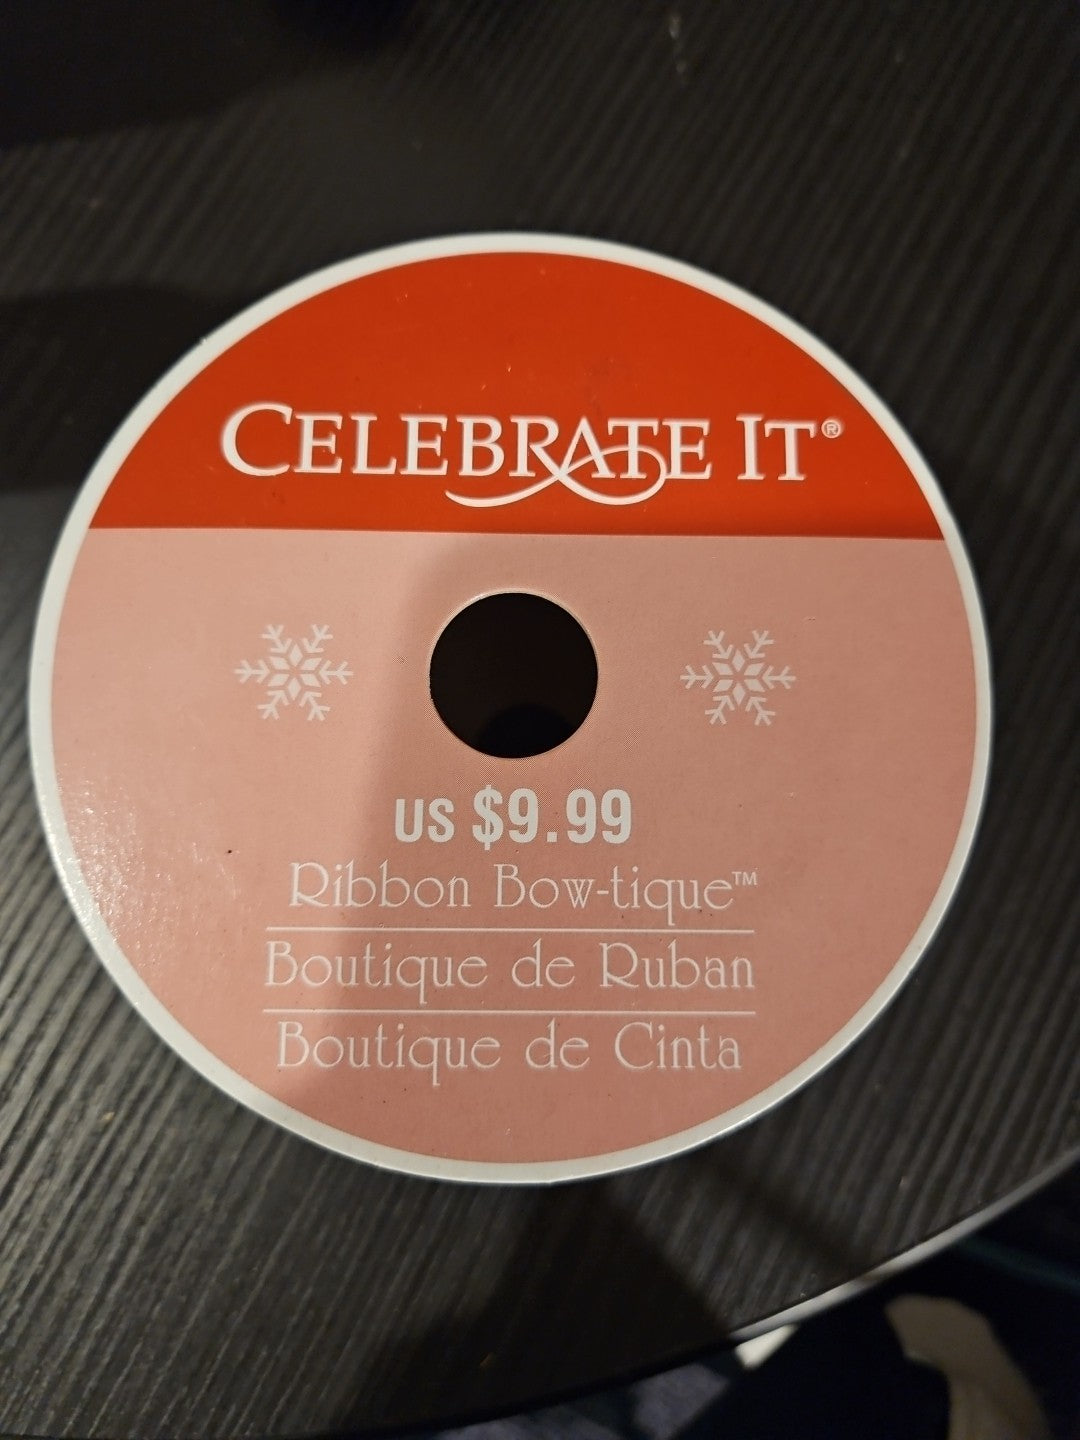 CELEBRATE IT®
US $9.99
Ribbon Bow-tique™
Boutique de Ruban
Boutique de Cinta